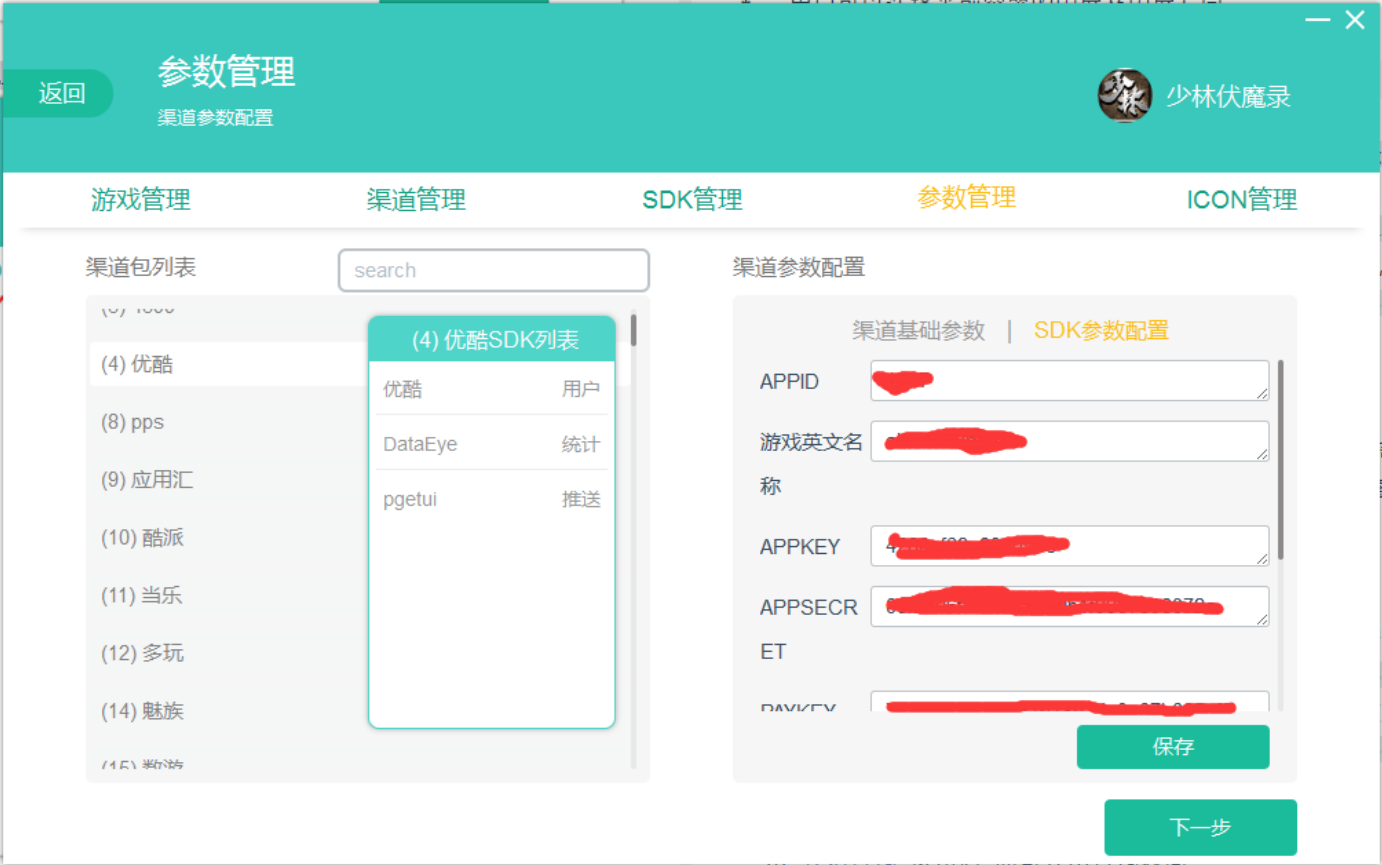 返回
参数管理
渠道参数配置
少林
少林伏魔录
游戏管理
渠道管理
SDK管理
参数管理
ICON管理
渠道包列表
search
(4) 优酷
(8) pps
(9) 应用汇
(10) 酷派
(11) 当乐
(12) 多玩
(14) 魅族
(15) 数游
(4) 优酷SDK列表
优酷 用户
DataEye 统计
pgetui 推送
渠道参数配置
渠道基础参数 | SDK参数配置
APPID
游戏英文名
称
APPKEY
APPSECR
ET
PAYKEY
保存
下一步